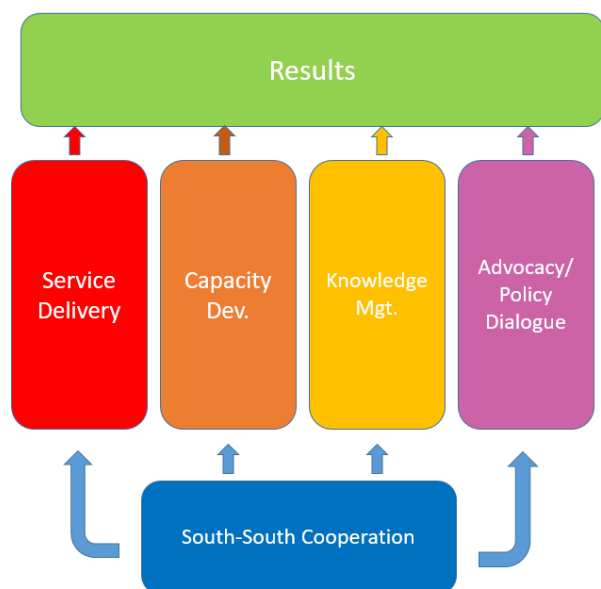 Results
Service
Delivery
Capacity
Dev.
Knowledge
Mgt.
Advocacy/
Policy
Dialogue
South-South Cooperation